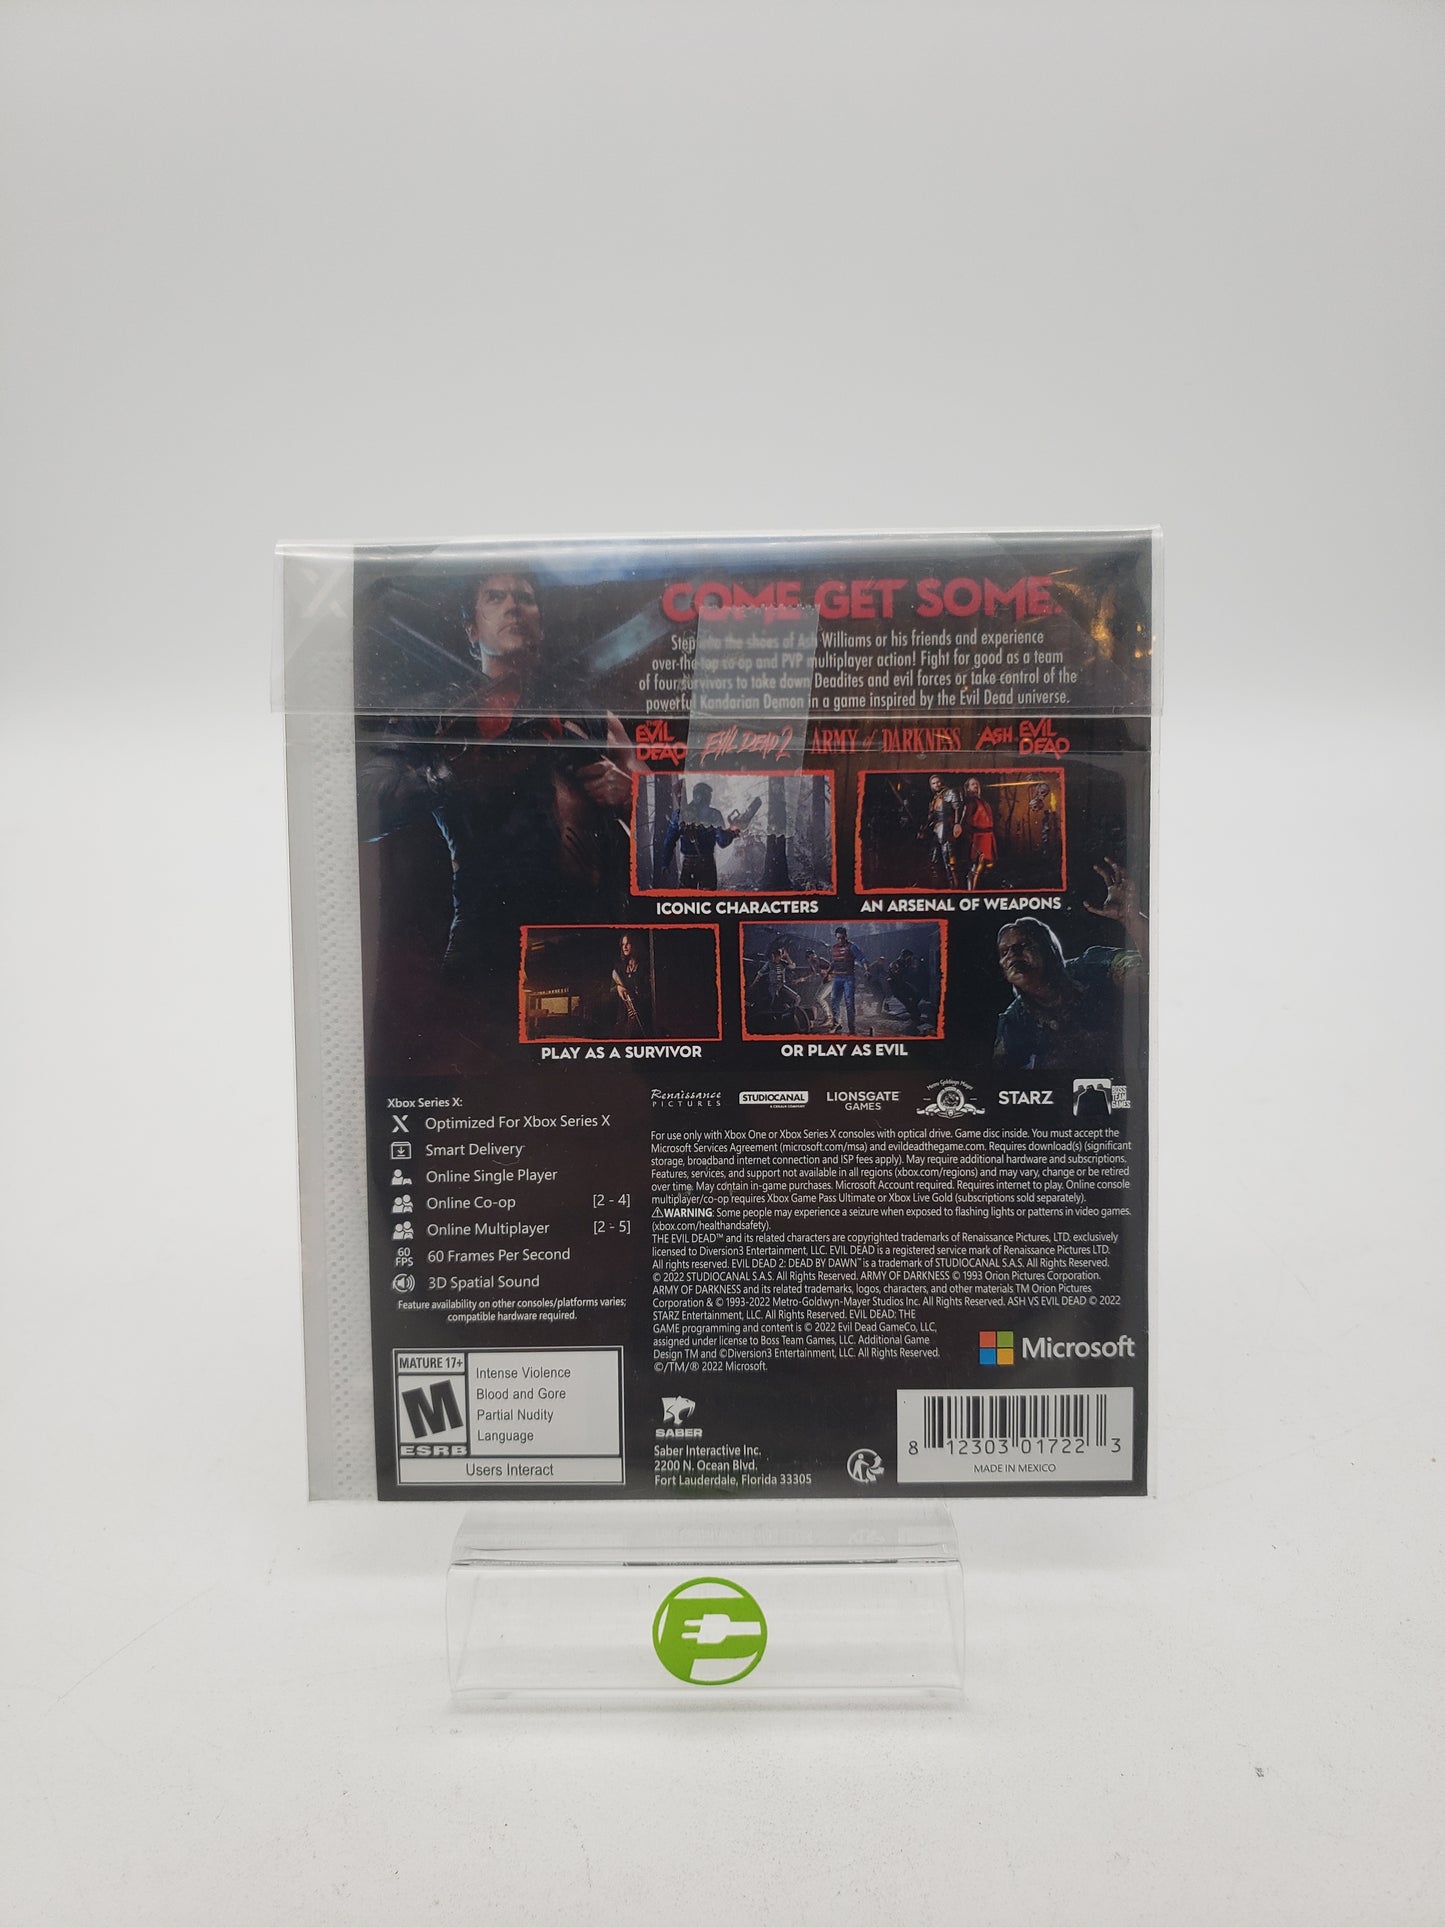 COME GET SOME.
Step into the shoes of Ash Williams or his friends and experience
over-the-top co-op and PVP multiplayer action! Fight for good as a team
of four survivors to take down Deadites and evil forces or take control of the
powerful Kandarian Demon in a game inspired by the Evil Dead universe.
THE EVIL DEAD EVIL DEAD 2 ARMY of DARKNESS ASH VS EVIL DEAD
ICONIC CHARACTERS
AN ARSENAL OF WEAPONS
PLAY AS A SURVIVOR
OR PLAY AS EVIL
Xbox Series X:
Optimized For Xbox Series X
Smart Delivery
Online Single Player
Online Co-op [2 - 4]
Online Multiplayer [2 - 5]
60 FPS 60 Frames Per Second
3D Spatial Sound
Feature availability on other consoles/platforms varies;
compatible hardware required.
Renaissance PICTURES
STUDIOCANAL
A CANAL+ COMPANY
LIONSGATE GAMES
Metro Goldwyn Mayer
STARZ
BOSS TEAM GAMES
For use only with Xbox One or Xbox Series X consoles with optical drive. Game disc inside. You must accept the
Microsoft Services Agreement (microsoft.com/msa) and evildeadthegame.com. Requires download(s) (significant
storage, broadband internet connection and ISP fees apply). May require additional hardware and subscriptions.
Features, services, and support not available in all regions (xbox.com/regions) and may vary, change or be retired
over time. May contain in-game purchases. Microsoft Account required. Requires internet to play. Online console
multiplayer/co-op requires Xbox Game Pass Ultimate or Xbox Live Gold (subscriptions sold separately).
⚠WARNING: Some people may experience a seizure when exposed to flashing lights or patterns in video games.
(xbox.com/healthandsafety).
THE EVIL DEAD™ and its related characters are copyrighted trademarks of Renaissance Pictures, LTD. exclusively
licensed to Diversion3 Entertainment, LLC. EVIL DEAD is a registered service mark of Renaissance Pictures LTD.
All rights reserved. EVIL DEAD 2: DEAD BY DAWN™ is a trademark of STUDIOCANAL S.A.S. All Rights Reserved.
© 2022 STUDIOCANAL S.A.S. All Rights Reserved. ARMY OF DARKNESS © 1993 Orion Pictures Corporation.
ARMY OF DARKNESS and its related trademarks, logos, characters, and other materials TM Orion Pictures
Corporation & © 1993-2022 Metro-Goldwyn-Mayer Studios Inc. All Rights Reserved. ASH VS EVIL DEAD © 2022
STARZ Entertainment, LLC. All Rights Reserved. EVIL DEAD: THE
GAME programming and content is © 2022 Evil Dead GameCo, LLC,
assigned under license to Boss Team Games, LLC. Additional Game
Design TM and ©Diversion3 Entertainment, LLC. All Rights Reserved.
©/TM/® 2022 Microsoft.
Microsoft
MATURE 17+
M
ESRB
Intense Violence
Blood and Gore
Partial Nudity
Language
Users Interact
SABER
Saber Interactive Inc.
2200 N. Ocean Blvd.
Fort Lauderdale, Florida 33305
8 12303 01722 3
MADE IN MEXICO